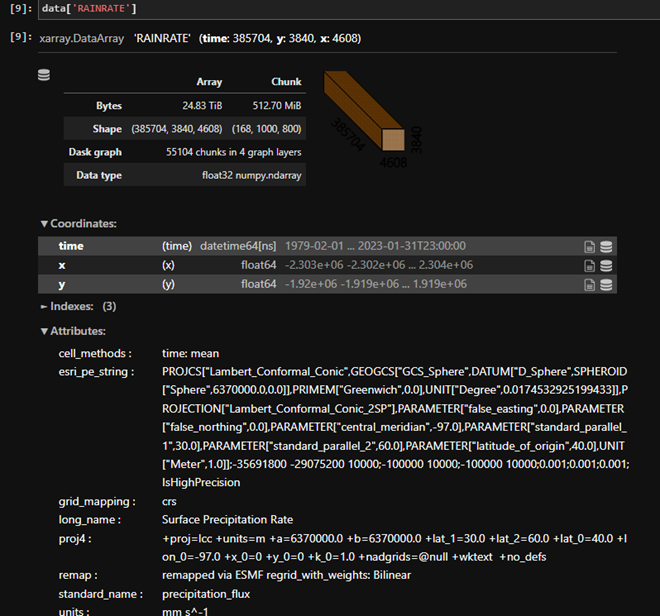 [9]: data['RAINRATE']
[9]: xarray.DataArray 'RAINRATE' (time: 385704, y: 3840, x: 4608)
Array Chunk
Bytes 24.83 TiB 512.70 MiB
Shape (385704, 3840, 4608) (168, 1000, 800)
Dask graph 55104 chunks in 4 graph layers
Data type float32 numpy.ndarray
385704
3840
4608
▼Coordinates:
time (time) datetime64[ns] 1979-02-01 ... 2023-01-31T23:00:00
x (x) float64 -2.303e+06 -2.302e+06 ... 2.304e+06
y (y) float64 -1.92e+06 -1.919e+06 ... 1.919e+06
►Indexes: (3)
▼Attributes:
cell_methods : time: mean
esri_pe_string : PROJCS["Lambert_Conformal_Conic",GEOGCS["GCS_Sphere",DATUM["D_Sphere",SPHEROID
["Sphere",6370000.0,0.0]],PRIMEM["Greenwich",0.0],UNIT["Degree",0.0174532925199433]],P
ROJECTION["Lambert_Conformal_Conic_2SP"],PARAMETER["false_easting",0.0],PARAMETER
["false_northing",0.0],PARAMETER["central_meridian",-97.0],PARAMETER["standard_parallel_
1",30.0],PARAMETER["standard_parallel_2",60.0],PARAMETER["latitude_of_origin",40.0],UNIT
["Meter",1.0]];-35691800 -29075200 10000;-100000 10000;-100000 10000;0.001;0.001;0.001;
IsHighPrecision
grid_mapping : crs
long_name : Surface Precipitation Rate
proj4 : +proj=lcc +units=m +a=6370000.0 +b=6370000.0 +lat_1=30.0 +lat_2=60.0 +lat_0=40.0 +l
on_0=-97.0 +x_0=0 +y_0=0 +k_0=1.0 +nadgrids=@null +wktext +no_defs
remap : remapped via ESMF regrid_with_weights: Bilinear
standard_name : precipitation_flux
units : mm s^-1